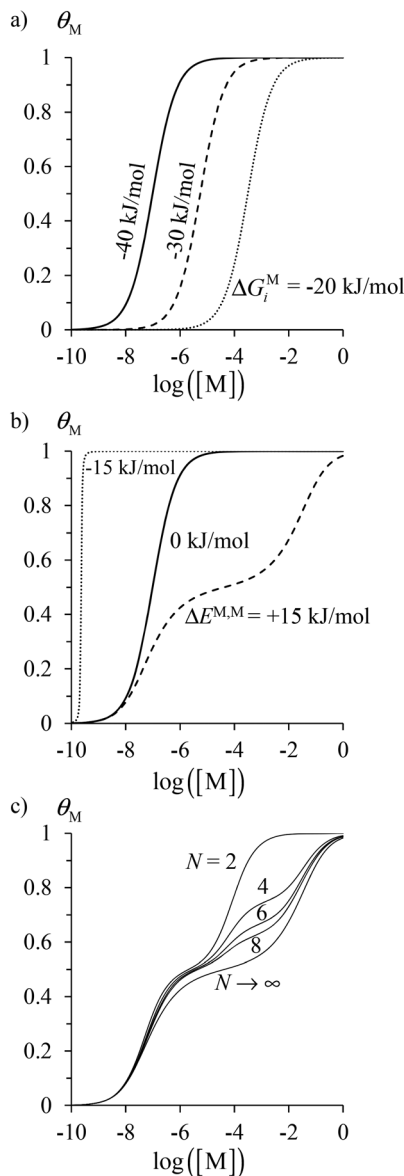 a) θ_M
1
0.8
0.6
0.4
0.2
0
-40 kJ/mol
-30 kJ/mol
ΔG_i^M = -20 kJ/mol
-10 -8 -6 -4 -2 0
log([M])
b) θ_M
1
0.8
0.6
0.4
0.2
0
-15 kJ/mol
0 kJ/mol
ΔE^M,M = +15 kJ/mol
-10 -8 -6 -4 -2 0
log([M])
c) θ_M
1
0.8
0.6
0.4
0.2
0
N = 2
4
6
8
N → ∞
-10 -8 -6 -4 -2 0
log([M])